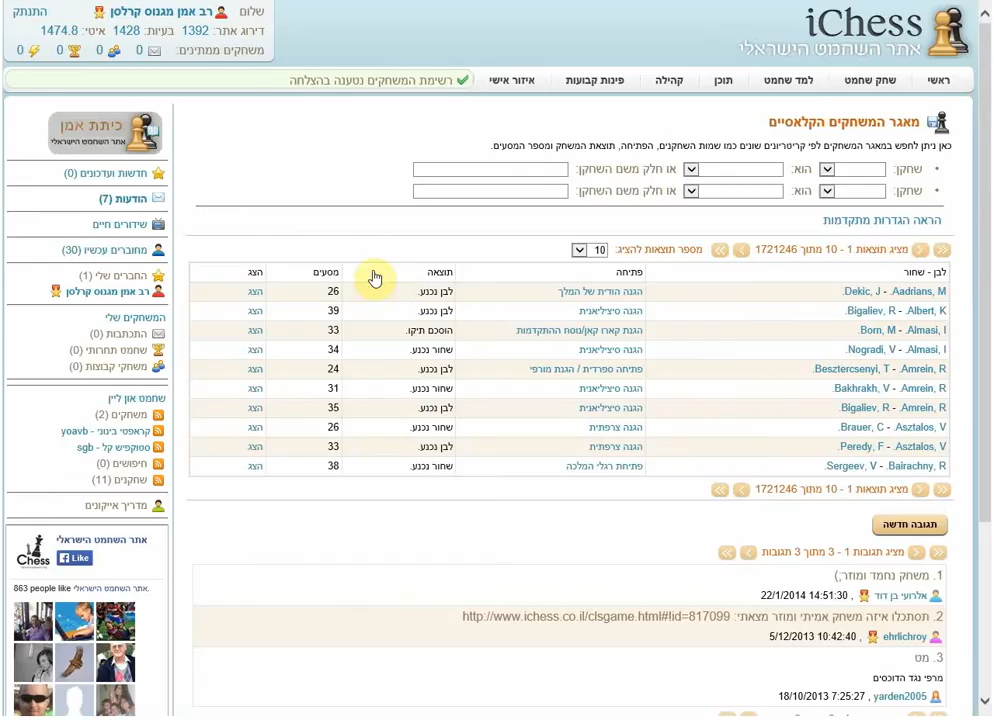 iChess
אתר השחמט הישראלי
שלום רב אמן מגנוס קרלסן התנתק
דירוג אתר: 1392 בעיות: 1428 איטי: 1474.8
משחקים ממתינים: 0 0 0 0
ראשי שחק שחמט למד שחמט תוכן קהילה פינות קבועות איזור אישי
רשימת המשחקים נטענה בהצלחה
מאגר המשחקים הקלאסיים
כאן ניתן לחפש במאגר המשחקים לפי קריטריונים שונים כמו שמות השחקנים, הפתיחה, תוצאת המשחק ומספר המסעים.
שחקן: הוא: או חלק משם השחקן:
שחקן: הוא: או חלק משם השחקן:
הראה הגדרות מתקדמות
מציג תוצאות 1 - 10 מתוך 1721246 מספר תוצאות להציג: 10
לבן - שחור פתיחה תוצאה מסעים הצג
Dekic, J - .Aadrians, M. הגנה הודית של המלך לבן נכנע. 26 הצג
Bigaliev, R - .Albert, K. הגנה סיציליאנית לבן נכנע. 39 הצג
Born, M - .Almasi, I. הגנת קארו קאן/נוסח ההתקדמות הוסכם תיקו. 33 הצג
Nogradi, V - .Almasi, I. הגנה סיציליאנית שחור נכנע. 34 הצג
Besztercsenyi, T - .Amrein, R. פתיחה ספרדית / הגנת מורפי לבן נכנע. 24 הצג
Bakhrakh, V - .Amrein, R. הגנה סיציליאנית שחור נכנע. 31 הצג
Bigaliev, R - .Amrein, R. הגנה סיציליאנית לבן נכנע. 35 הצג
Brauer, C - .Asztalos, V. הגנה צרפתית שחור נכנע. 26 הצג
Peredy, F - .Asztalos, V. הגנה צרפתית לבן נכנע. 33 הצג
Sergeev, V - .Bairachny, R. פתיחת רגלי המלכה שחור נכנע. 38 הצג
מציג תוצאות 1 - 10 מתוך 1721246
תגובה חדשה
מציג תגובות 1 - 3 מתוך 3 תגובות
1. משחק נחמד ומוזר;)
אלרועי בן דוד , 22/1/2014 14:51:30
2. תסתכלו איזה משחק אמיתי ומוזר מצאתי: http://www.ichess.co.il/clsgame.html#lid=817099
ehrlichroy , 5/12/2013 10:42:40
3. מט
מרפי נגד הדוכסים
yarden2005 , 18/10/2013 7:25:27
כיתת אמן
אתר השחמט הישראלי
חדשות ועדכונים (0)
הודעות (7)
שידורים חיים
מחוברים עכשיו (30)
החברים שלי (1)
רב אמן מגנוס קרלסן
המשחקים שלי
התכתבות (0)
שחמט תחרותי (0)
משחקי קבוצות (0)
שחמט און ליין
משחקים (2)
קראפטי בינוני - yoavb
סטוקפיש קל - sgb
חיפושים (0)
שחקנים (11)
מדריך אייקונים
אתר השחמט הישראלי
Like
Chess
863 people like אתר השחמט הישראלי.